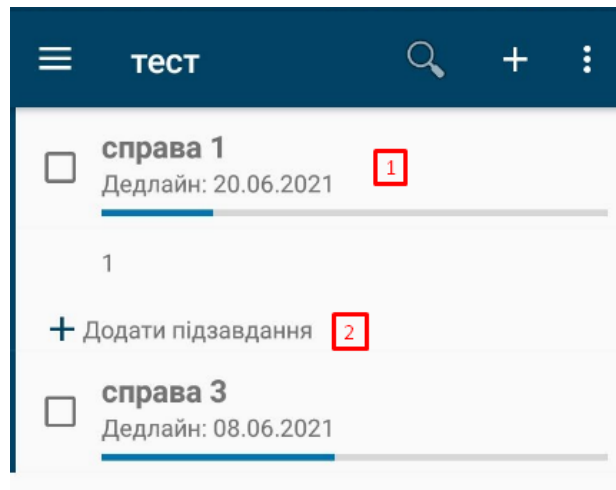 тест
справа 1
Дедлайн: 20.06.2021
1
1
+ Додати підзавдання
2
справа 3
Дедлайн: 08.06.2021